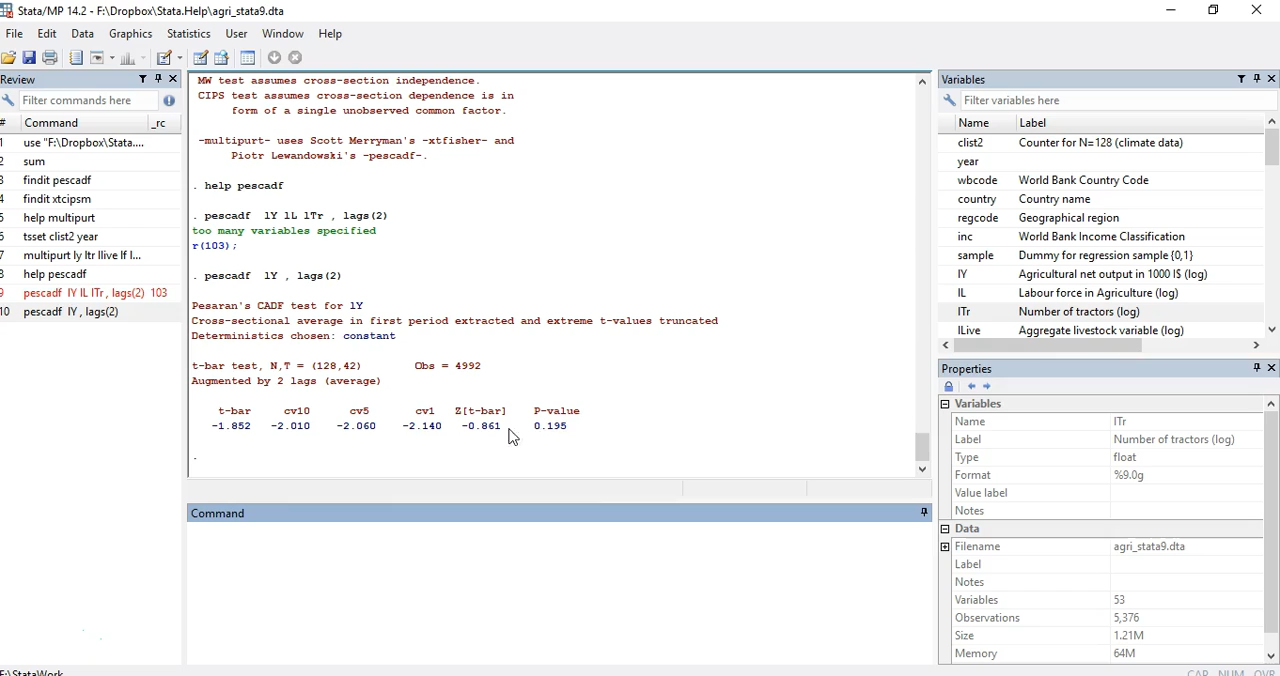 Stata/MP 14.2 - F:\Dropbox\Stata.Help\agri_stata9.dta
File Edit Data Graphics Statistics User Window Help
Review
Filter commands here
# Command _rc
1 use "F:\Dropbox\Stata....
2 sum
3 findit pescadf
4 findit xtcipsm
5 help multipurt
6 tsset clist2 year
7 multipurt ly ltr llive lf l...
8 help pescadf
9 pescadf lY lL lTr , lags(2) 103
10 pescadf lY , lags(2)
MW test assumes cross-section independence.
CIPS test assumes cross-section dependence is in
form of a single unobserved common factor.
-multipurt- uses Scott Merryman's -xtfisher- and
Piotr Lewandowski's -pescadf-.
. help pescadf
. pescadf lY lL lTr , lags(2)
too many variables specified
r(103);
. pescadf lY , lags(2)
Pesaran's CADF test for lY
Cross-sectional average in first period extracted and extreme t-values truncated
Deterministics chosen: constant
t-bar test, N,T = (128,42) Obs = 4992
Augmented by 2 lags (average)
t-bar cv10 cv5 cv1 Z[t-bar] P-value
-1.852 -2.010 -2.060 -2.140 -0.861 0.195
.
Command
Variables
Filter variables here
Name Label
clist2 Counter for N=128 (climate data)
year
wbcode World Bank Country Code
country Country name
regcode Geographical region
inc World Bank Income Classification
sample Dummy for regression sample {0,1}
lY Agricultural net output in 1000 I$ (log)
lL Labour force in Agriculture (log)
lTr Number of tractors (log)
lLive Aggregate livestock variable (log)
Properties
Variables
Name lTr
Label Number of tractors (log)
Type float
Format %9.0g
Value label
Notes
Data
Filename agri_stata9.dta
Label
Notes
Variables 53
Observations 5,376
Size 1.21M
Memory 64M
F:\StataWork
CAP NUM OVR